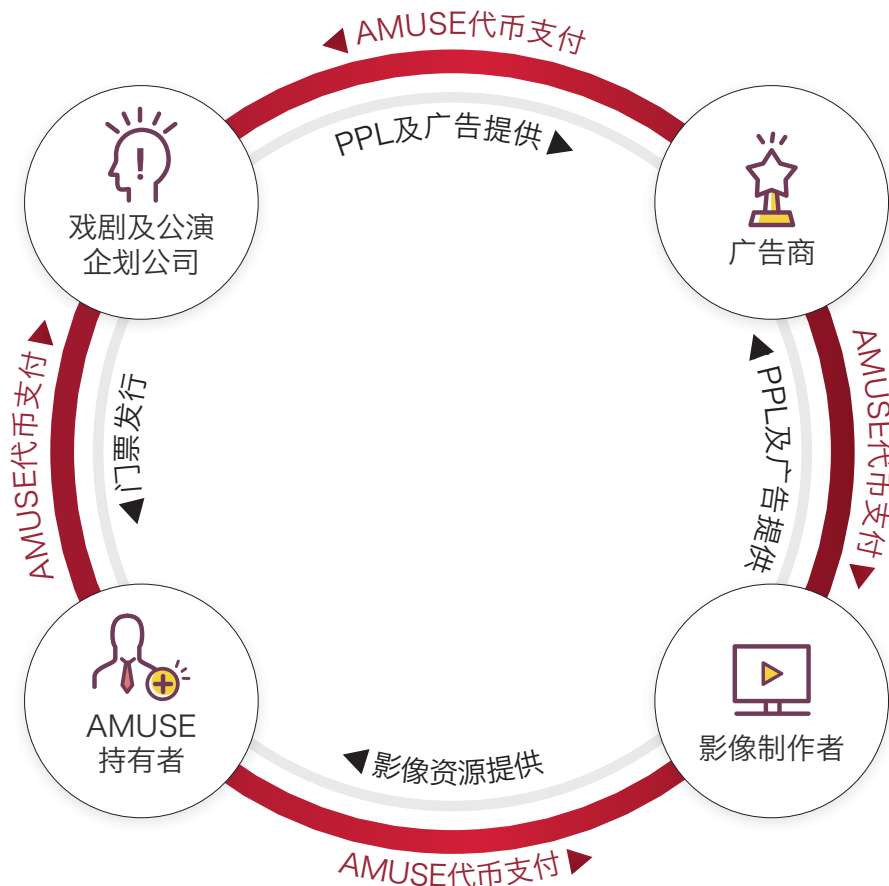 AMUSE代币支付
PPL及广告提供
戏剧及公演
企划公司
广告商
AMUSE代币支付
门票发行
PPL及广告提供
AMUSE代币支付
AMUSE
持有者
影像制作者
影像资源提供
AMUSE代币支付